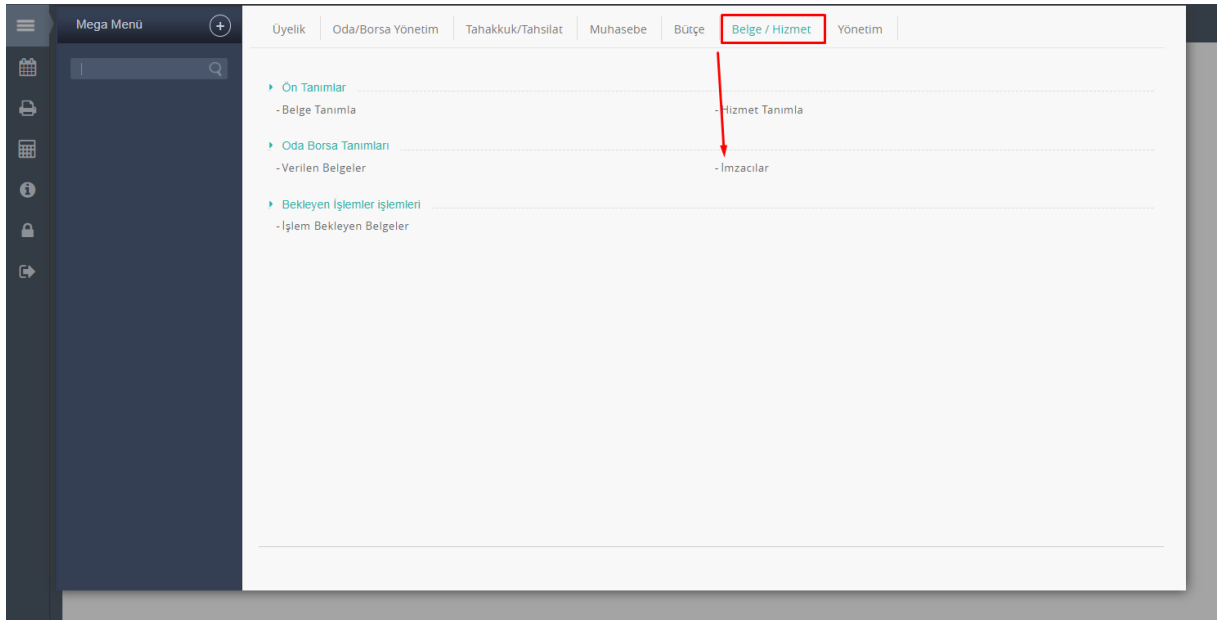 Mega Menü
Üyelik Oda/Borsa Yönetim Tahakkuk/Tahsilat Muhasebe Bütçe Belge / Hizmet Yönetim
Ön Tanımlar
- Belge Tanımla - Hizmet Tanımla
Oda Borsa Tanımları
- Verilen Belgeler - İmzacılar
Bekleyen İşlemler işlemleri
- İşlem Bekleyen Belgeler